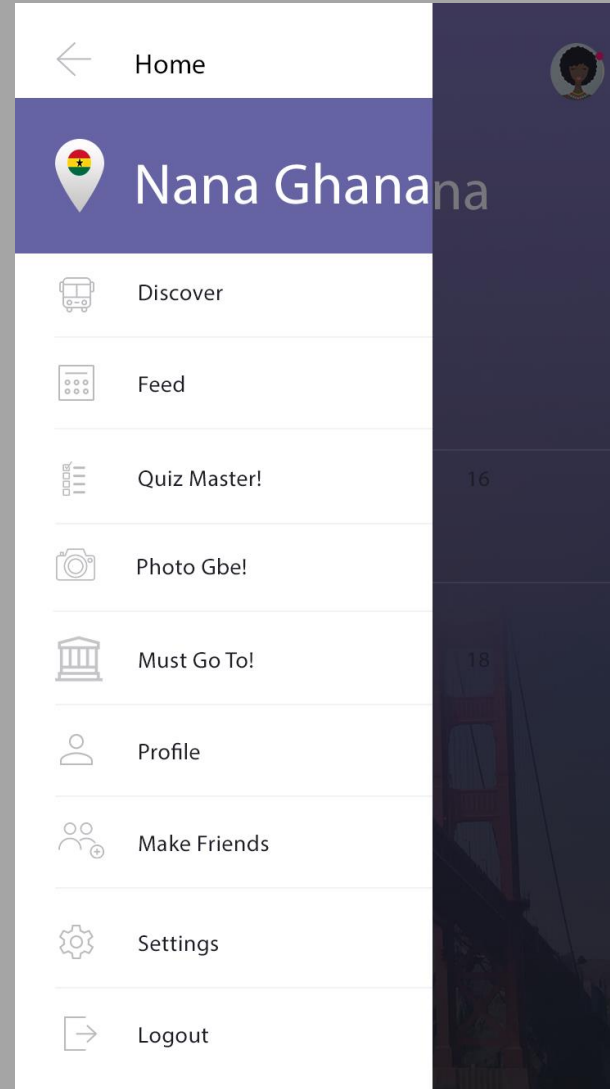 Home
Nana Ghanana
Discover
Feed
Quiz Master!
16
Photo Gbe!
Must Go To!
18
Profile
Make Friends
Settings
Logout